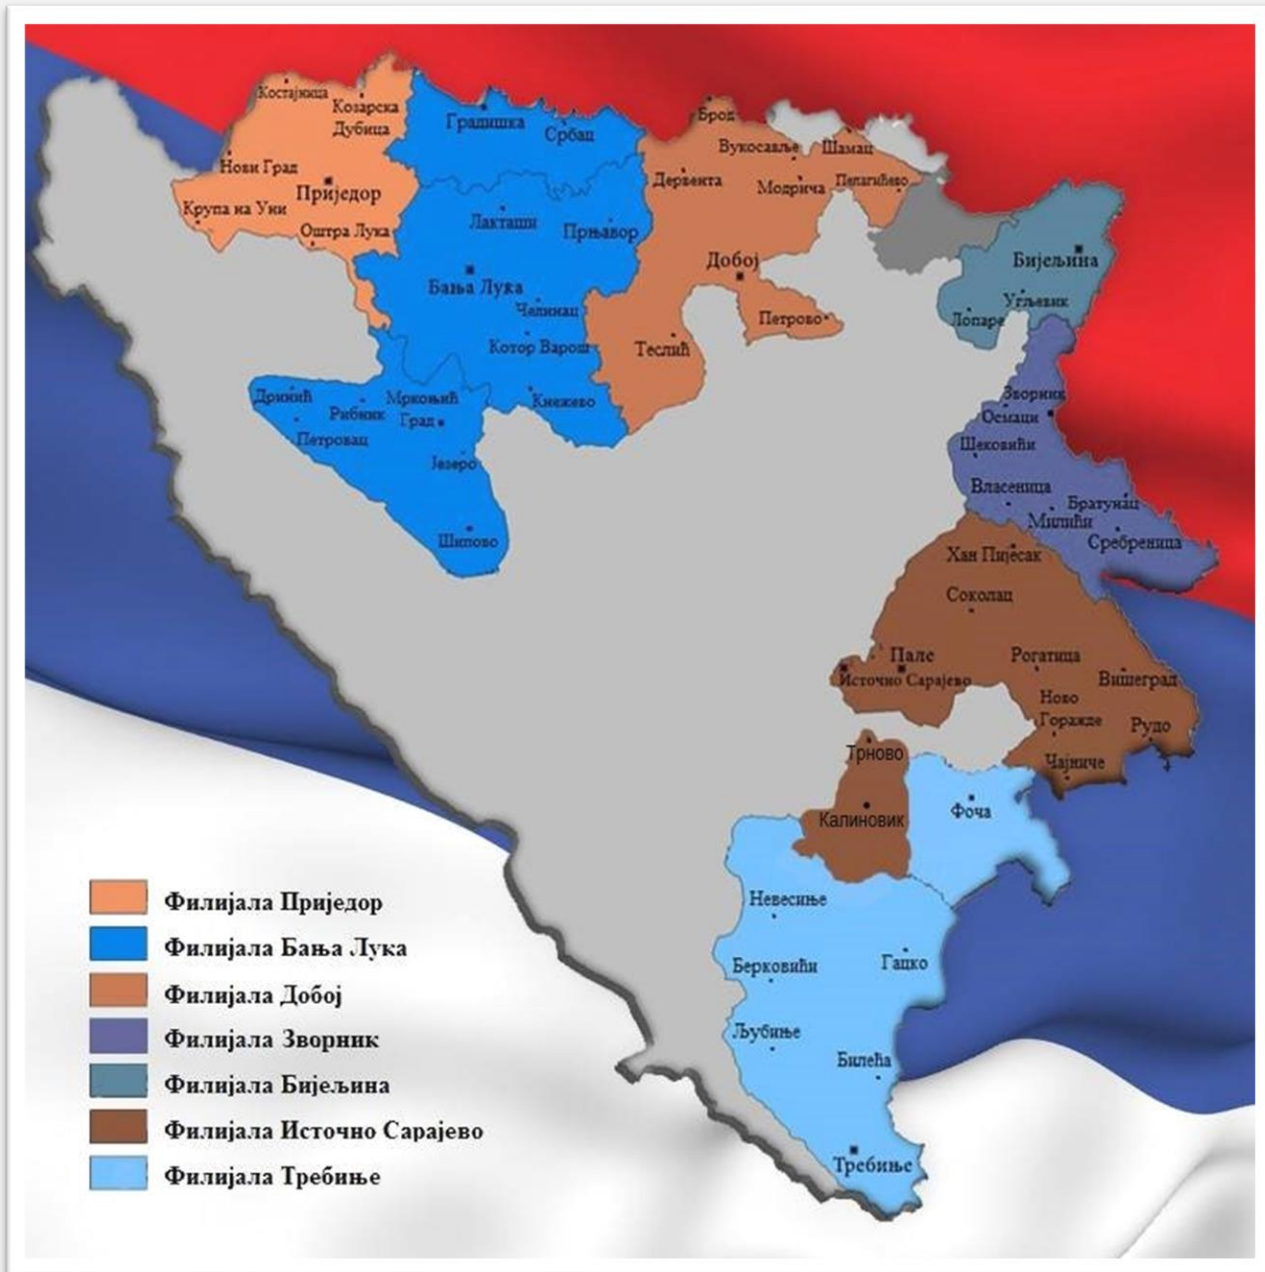 Костајница
Козарска
Дубица
Градишка
Србац
Брод
Вукосавље
Шамац
Нови Град
Приједор
Дервента
Модрича
Пелагићево
Крупа на Уни
Оштра Лука
Лакташи
Прњавор
Добој
Бијељина
Бања Лука
Челинац
Угљевик
Лопаре
Петрово
Котор Варош
Теслић
Дринић
Рибник
Мркоњић
Град
Кнежево
Петровац
Језеро
Шипово
Зворник
Осмаци
Шековићи
Власеница
Братунац
Милићи
Сребреница
Хан Пијесак
Соколац
Пале
Источно Сарајево
Рогатица
Вишеград
Ново
Горажде
Рудо
Чајниче
Трново
Калиновик
Фоча
Невесиње
Берковићи
Гацко
Љубиње
Билећа
Требиње
Филијала Приједор
Филијала Бања Лука
Филијала Добој
Филијала Зворник
Филијала Бијељина
Филијала Источно Сарајево
Филијала Требиње